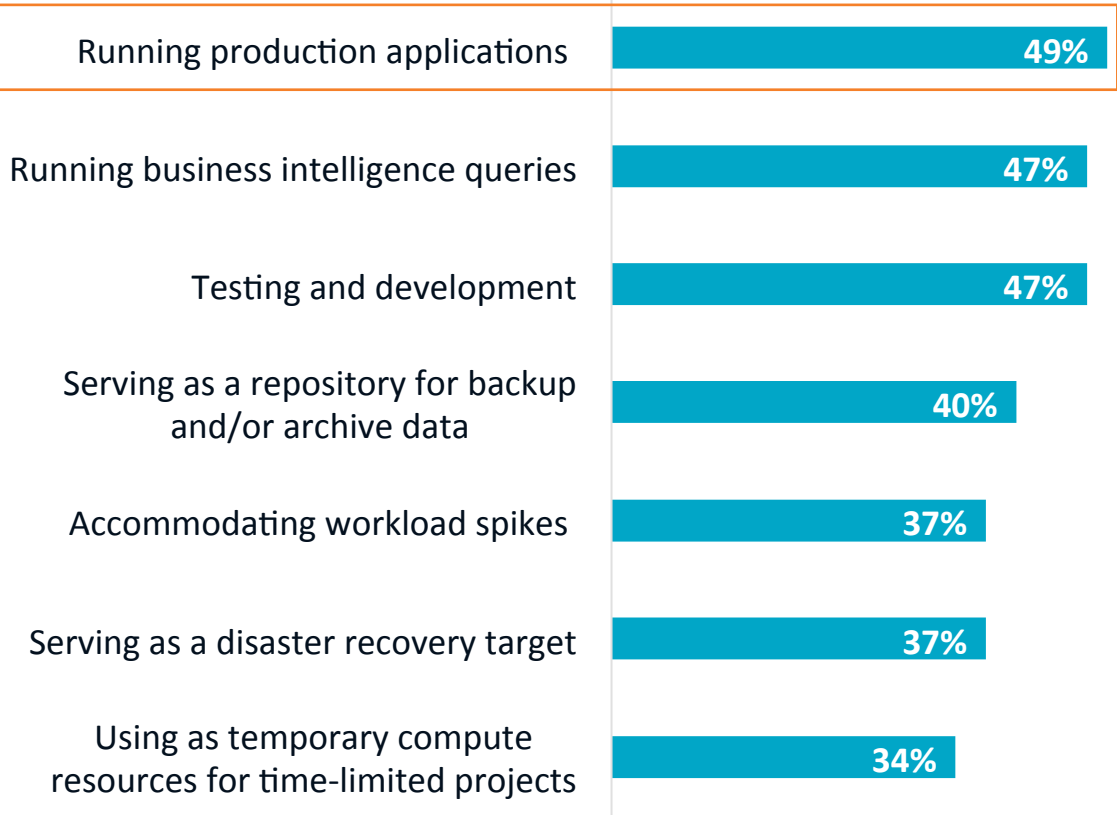 Running production applications
49%
Running business intelligence queries
47%
Testing and development
47%
Serving as a repository for backup
and/or archive data
40%
Accommodating workload spikes
37%
Serving as a disaster recovery target
37%
Using as temporary compute
resources for time-limited projects
34%